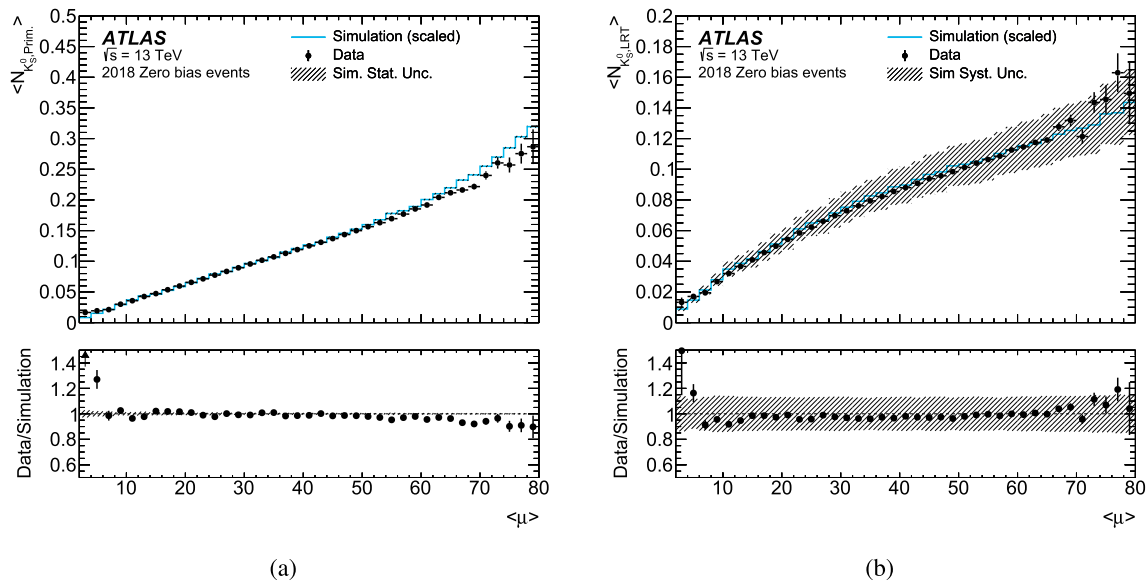 <N_{K_S^0,Prim.}>
0.5
0.45
0.4
0.35
0.3
0.25
0.2
0.15
0.1
0.05
0
ATLAS
√s = 13 TeV
2018 Zero bias events
Simulation (scaled)
Data
Sim. Stat. Unc.
Data/Simulation
1.4
1.2
1
0.8
0.6
10 20 30 40 50 60 70 80
<μ>
(a)
<N_{K_S^0,LRT}>
0.2
0.18
0.16
0.14
0.12
0.1
0.08
0.06
0.04
0.02
0
ATLAS
√s = 13 TeV
2018 Zero bias events
Simulation (scaled)
Data
Sim Syst. Unc.
Data/Simulation
1.4
1.2
1
0.8
0.6
10 20 30 40 50 60 70 80
<μ>
(b)